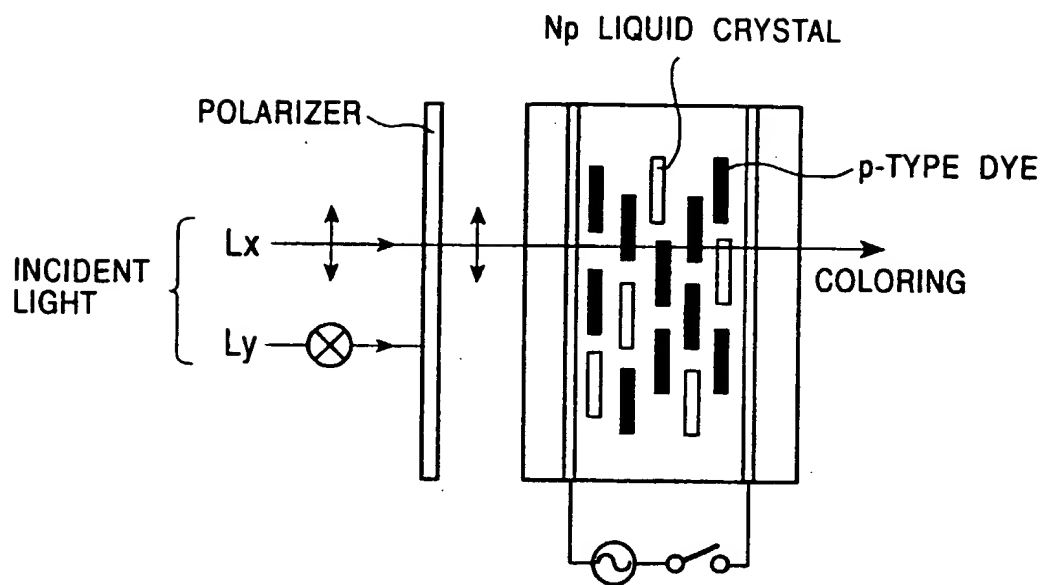 Np LIQUID CRYSTAL
POLARIZER
p-TYPE DYE
Lx
INCIDENT
LIGHT
COLORING
Ly